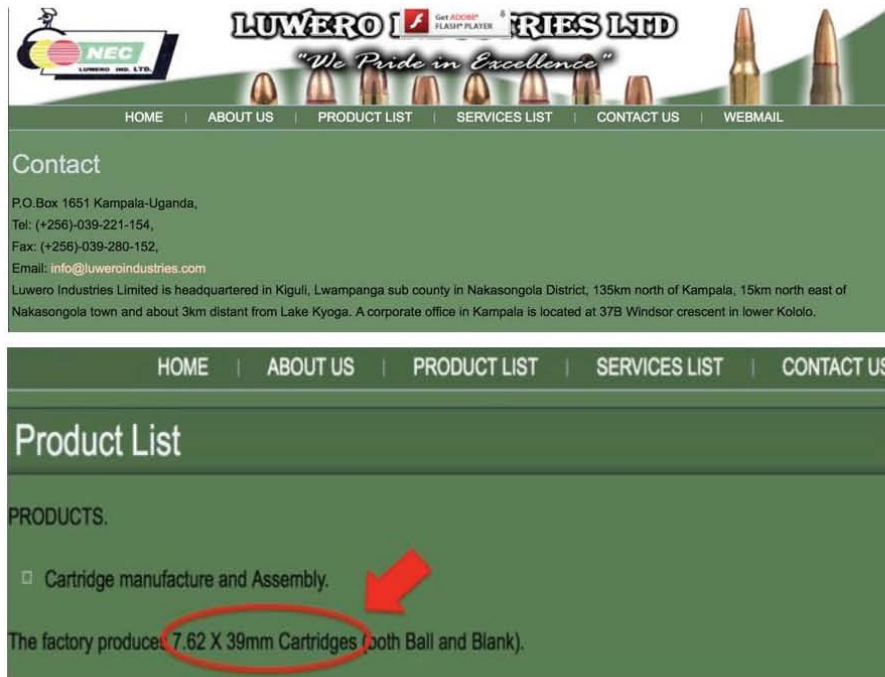 LUWERO I RIES LTD
Get ADOBE®
FLASH® PLAYER
NEC
LUWERO IND. LTD.
"We Pride in Excellence"
HOME | ABOUT US | PRODUCT LIST | SERVICES LIST | CONTACT US | WEBMAIL
Contact
P.O.Box 1651 Kampala-Uganda,
Tel: (+256)-039-221-154,
Fax: (+256)-039-280-152,
Email: info@luweroindustries.com
Luwero Industries Limited is headquartered in Kiguli, Lwampanga sub county in Nakasongola District, 135km north of Kampala, 15km north east of
Nakasongola town and about 3km distant from Lake Kyoga. A corporate office in Kampala is located at 37B Windsor crescent in lower Kololo.
HOME | ABOUT US | PRODUCT LIST | SERVICES LIST | CONTACT US
Product List
PRODUCTS.
Cartridge manufacture and Assembly.
The factory produces 7.62 X 39mm Cartridges (both Ball and Blank).